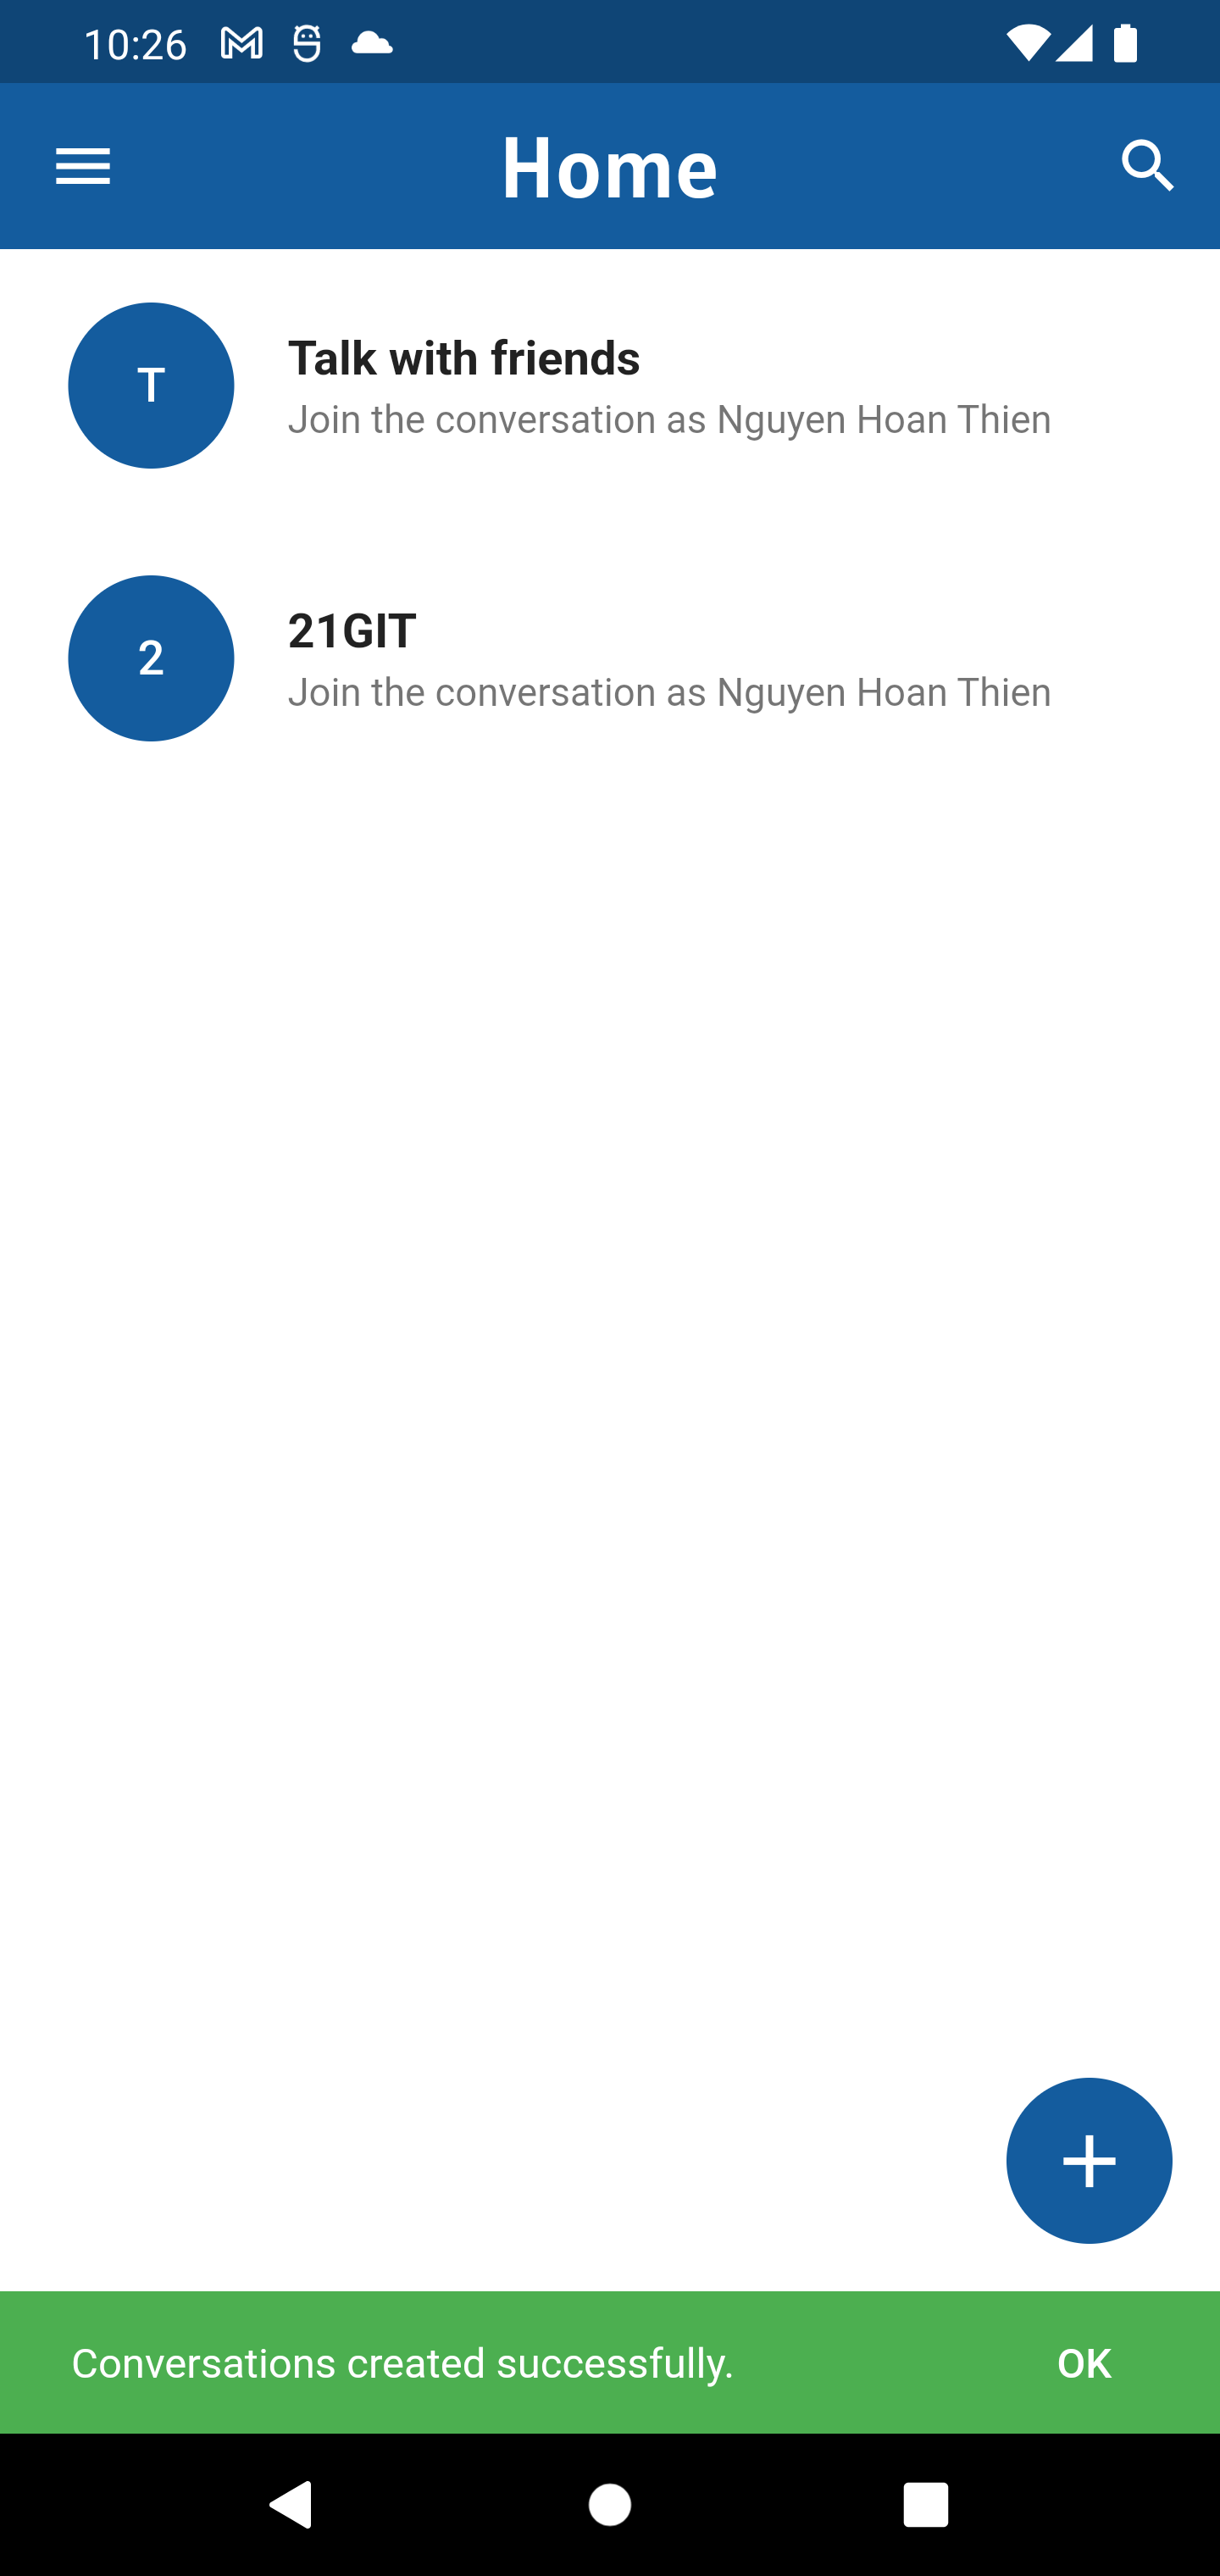 10:26
Home
T
Talk with friends
Join the conversation as Nguyen Hoan Thien
2
21GIT
Join the conversation as Nguyen Hoan Thien
Conversations created successfully.
OK